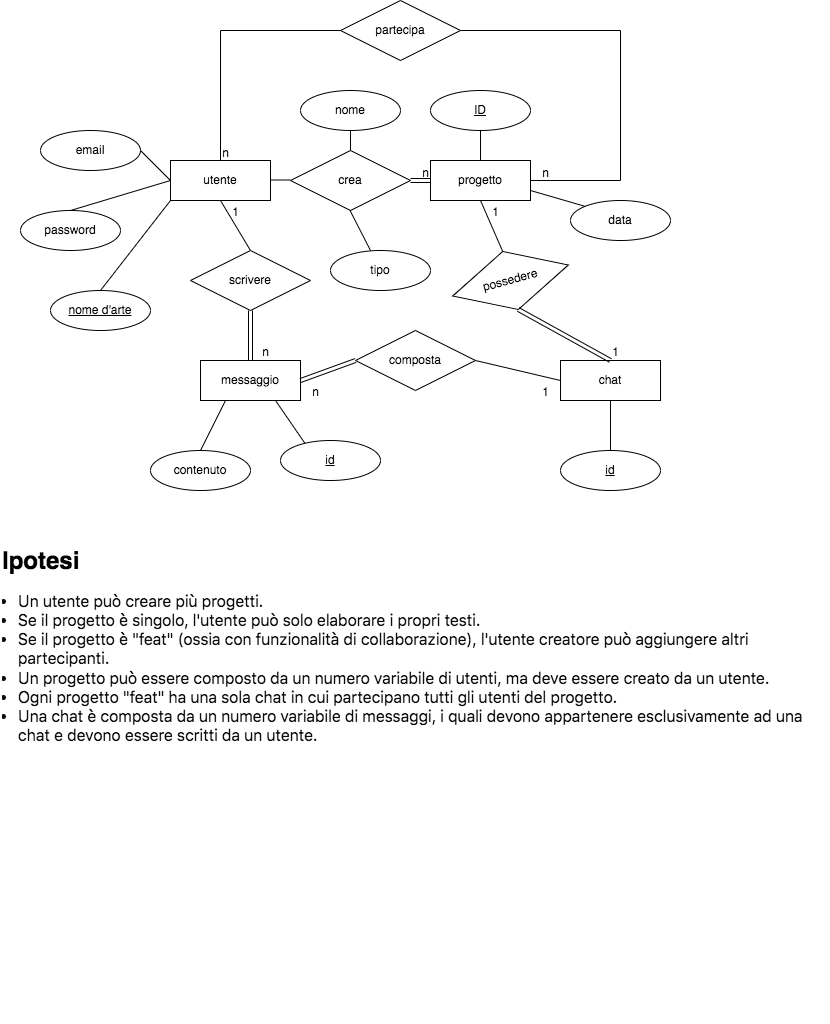 partecipa
nome
ID
email
n
utente
crea
n
progetto
n
password
1
1
data
nome d'arte
scrivere
tipo
possedere
n
1
messaggio
composta
chat
n
1
contenuto
id
id
Ipotesi
• Un utente può creare più progetti.
• Se il progetto è singolo, l'utente può solo elaborare i propri testi.
• Se il progetto è "feat" (ossia con funzionalità di collaborazione), l'utente creatore può aggiungere altri
partecipanti.
• Un progetto può essere composto da un numero variabile di utenti, ma deve essere creato da un utente.
• Ogni progetto "feat" ha una sola chat in cui partecipano tutti gli utenti del progetto.
• Una chat è composta da un numero variabile di messaggi, i quali devono appartenere esclusivamente ad una
chat e devono essere scritti da un utente.